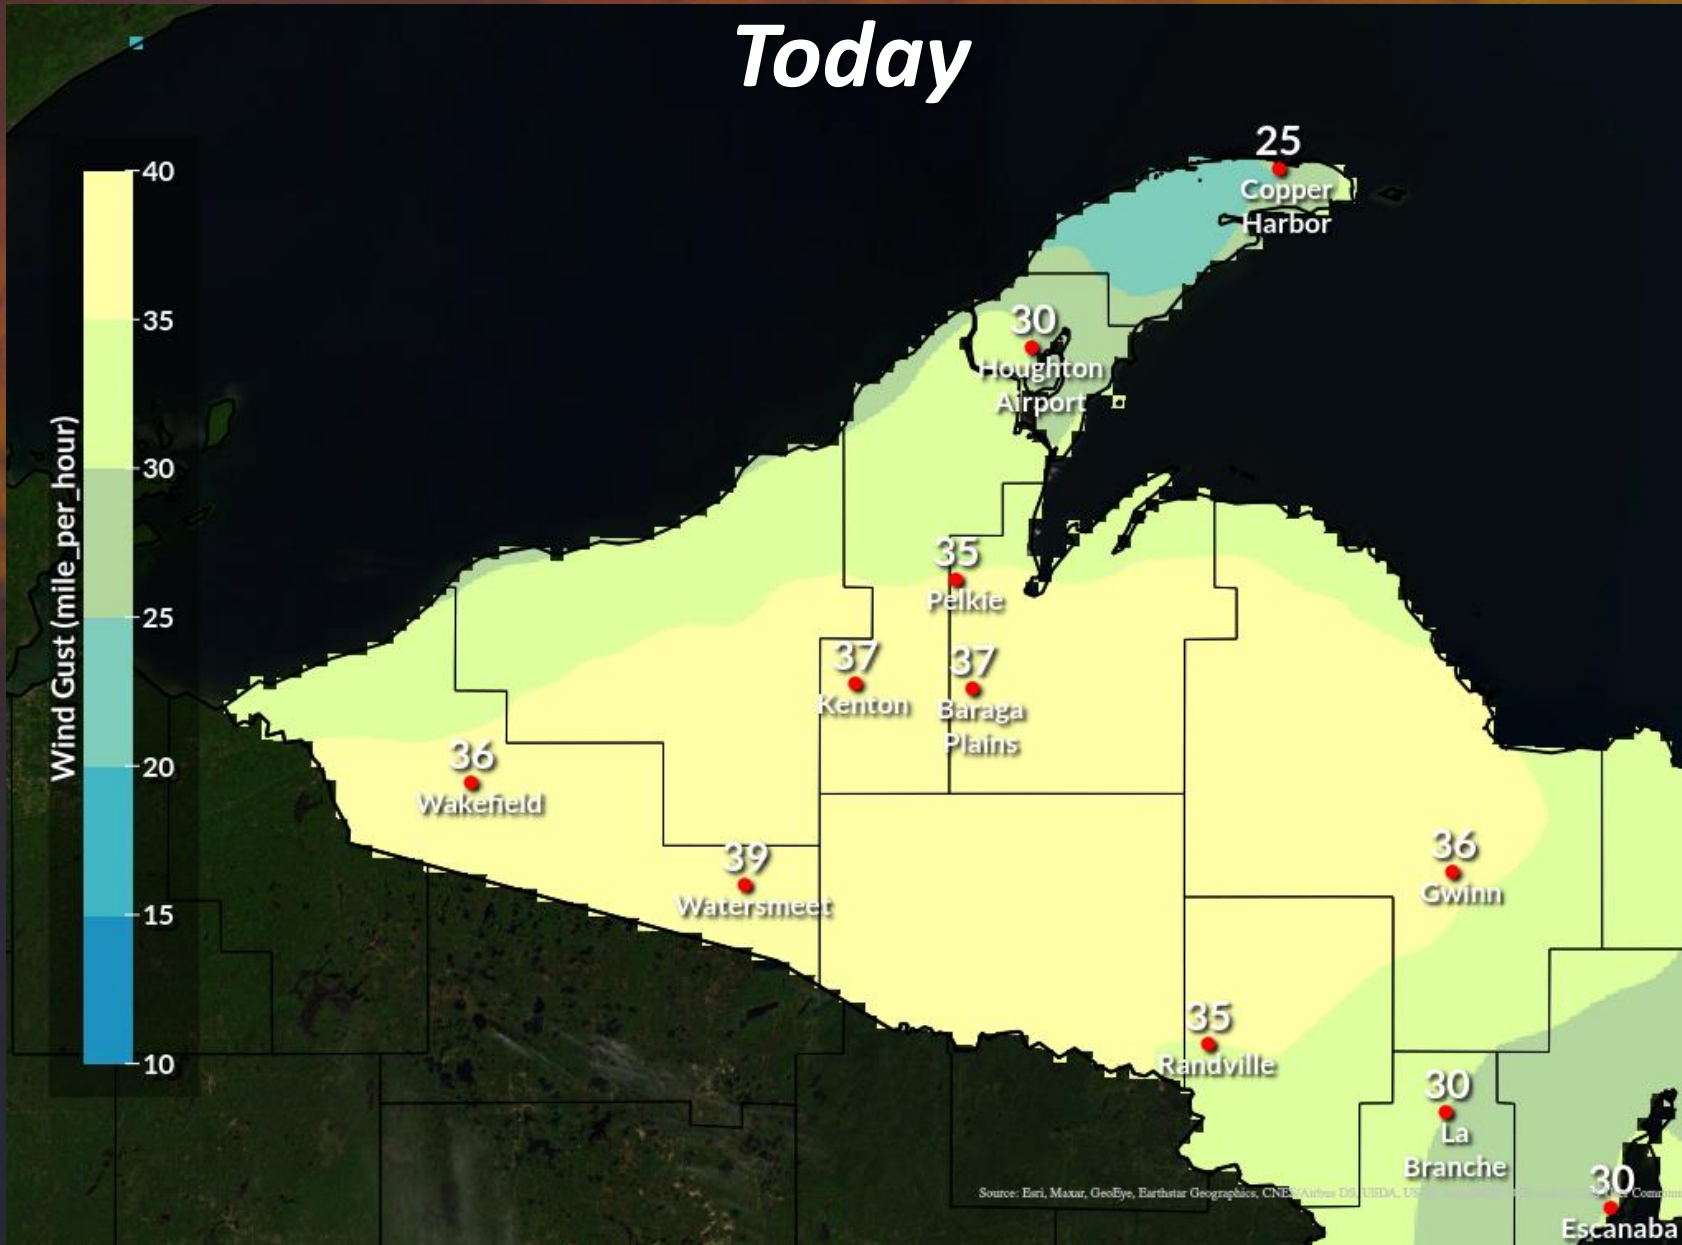 Today
Wind Gust (mile_per_hour)
40
35
30
25
20
15
10
25
Copper
Harbor
30
Houghton
Airport
35
Pelkie
37
Kenton
37
Baraga
Plains
36
Wakefield
39
Watersmeet
36
Gwinn
35
Randville
30
La
Branche
30
Escanaba
Source: Esri, Maxar, GeoEye, Earthstar Geographics, CNES/Airbus DS, USDA,